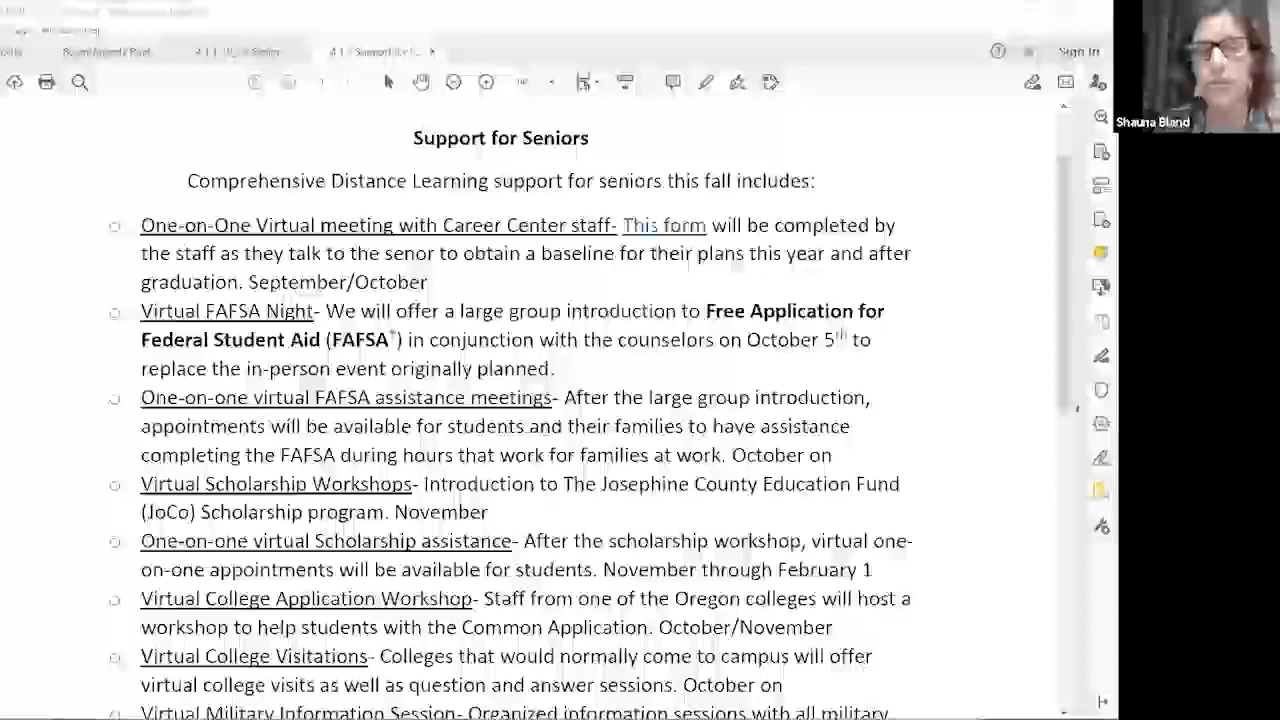 Sign In
Shauna Bland
Support for Seniors
Comprehensive Distance Learning support for seniors this fall includes:
One-on-One Virtual meeting with Career Center staff- This form will be completed by
the staff as they talk to the senor to obtain a baseline for their plans this year and after
graduation. September/October
Virtual FAFSA Night- We will offer a large group introduction to Free Application for
Federal Student Aid (FAFSA) in conjunction with the counselors on October 5th to
replace the in-person event originally planned.
One-on-one virtual FAFSA assistance meetings- After the large group introduction,
appointments will be available for students and their families to have assistance
completing the FAFSA during hours that work for families at work. October on
Virtual Scholarship Workshops- Introduction to The Josephine County Education Fund
(JoCo) Scholarship program. November
One-on-one virtual Scholarship assistance- After the scholarship workshop, virtual one-
on-one appointments will be available for students. November through February 1
Virtual College Application Workshop- Staff from one of the Oregon colleges will host a
workshop to help students with the Common Application. October/November
Virtual College Visitations- Colleges that would normally come to campus will offer
virtual college visits as well as question and answer sessions. October on
Virtual Military Information Session- Organized information sessions with all military